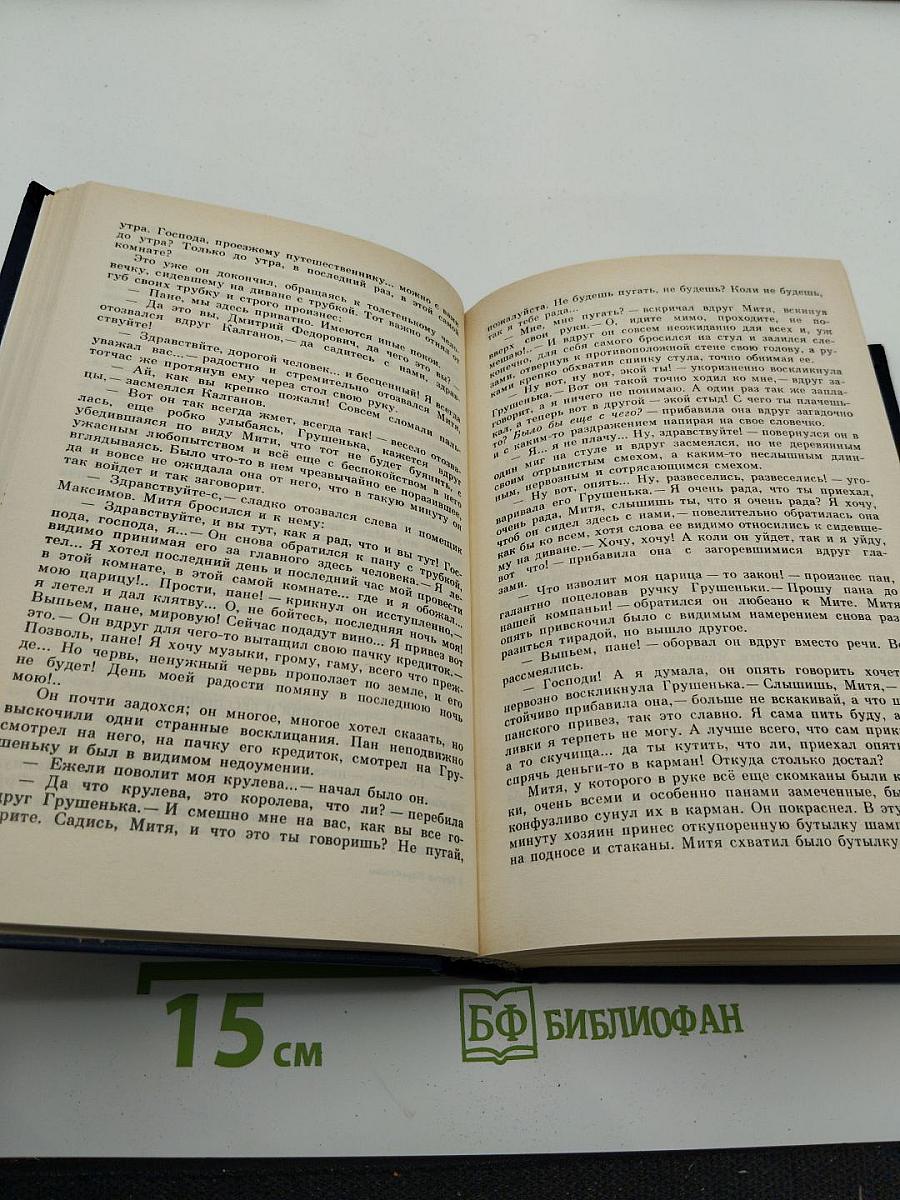 утра. Господа, проезжему путешественнику... можно с вами
до утра? Только до утра, в последний раз, в этой самой
комнате?
Это уже он докончил, обращаясь к толстенькому чело-
вечку, сидевшему на диване с трубкой. Тот важно отнял от
губ своих трубку и строго произнес:
— Пане, мы здесь приватно. Имеются иные покои.
— Да это вы, Дмитрий Федорович, да чего это вы? —
отозвался вдруг Калганов,— да садитесь с нами, здрав-
ствуйте!
— Здравствуйте, дорогой человек... и бесценный! Я всегда
уважал вас...— радостно и стремительно отозвался Митя,
тотчас же протянув ему через стол свою руку.
— Ай, как вы крепко пожали! Совсем сломали паль-
цы,— засмеялся Калганов.
— Вот он так всегда жмет, всегда так! — весело отозва-
лась, еще робко улыбаясь, Грушенька, кажется вдруг
убедившаяся по виду Мити, что тот не будет буянить, с
ужасным любопытством и всё еще с беспокойством в него
вглядываясь. Было что-то в нем чрезвычайно ее поразившее,
да и вовсе не ожидала она от него, что в такую минуту он
так войдет и так заговорит.
— Здравствуйте-с,— сладко отозвался слева и помещик
Максимов. Митя бросился и к нему:
— Здравствуйте, и вы тут, как я рад, что и вы тут! Гос-
пода, господа, я...— Он снова обратился к пану с трубкой,
видимо принимая его за главного здесь человека.— Я ле-
тел... Я хотел последний день и последний час мой провести
в этой комнате, в этой самой комнате... где и я обожал...
мою царицу!.. Прости, пане! — крикнул он исступленно,—
я летел и дал клятву... О, не бойтесь, последняя ночь моя!
Выпьем, пане, мировую! Сейчас подадут вино... Я привез вот
это.— Он вдруг для чего-то вытащил свою пачку кредиток.—
Позволь, пане! Я хочу музыки, грому, гаму, всего что преж-
де... Но червь, ненужный червь проползет по земле, и его
не будет! День моей радости помяну в последнюю ночь
мою!..
Он почти задохся; он многое, многое хотел сказать, но
выскочили одни странные восклицания. Пан неподвижно
смотрел на него, на пачку его кредиток, смотрел на Гру-
шеньку и был в видимом недоумении.
— Ежели поволит моя крулева...— начал было он.
— Да что крулева, это королева, что ли? — перебила
друг Грушенька.— И смешно мне на вас, как вы все го-
рите. Садись, Митя, и что это ты говоришь? Не пугай,
пожалуйста. Не будешь пугать, не будешь? Коли не будешь,
так я тебе рада...
— Мне, мне пугать? — вскричал вдруг Митя, вскинув
вверх свои руки.— О, идите мимо, проходите, не по-
мешаю!..— И вдруг он совсем неожиданно для всех и, уж
конечно, для себя самого бросился на стул и залился сле-
зами, отвернув к противоположной стене свою голову, а ру-
ками крепко обхватив спинку стула, точно обнимая ее.
— Ну вот, ну вот, экой ты! — укоризненно воскликнула
Грушенька.— Вот он такой точно ходил ко мне,— вдруг за-
говорит, а я ничего не понимаю. А один раз так же запла-
кал, а теперь вот в другой — экой стыд! С чего ты плачешь-
то? Было бы еще с чего? — прибавила она вдруг загадочно
и с каким-то раздражением напирая на свое словечко.
— Я... я не плачу... Ну, здравствуйте! — повернулся он в
один миг на стуле и вдруг засмеялся, но не деревянным
своим отрывистым смехом, а каким-то неслышным длин-
ным, нервозным и сотрясающимся смехом.
— Ну вот, опять... Ну, развеселись, развеселись! — уго-
варивала его Грушенька.— Я очень рада, что ты приехал,
очень рада, Митя, слышишь ты, что я очень рада? Я хочу,
чтоб он сидел здесь с нами,— повелительно обратилась она
как бы ко всем, хотя слова ее видимо относились к сидевше-
му на диване.— Хочу, хочу! А коли он уйдет, так и я уйду,
вот что! — прибавила она с загоревшимися вдруг гла-
зами.
— Что изволит моя царица — то закон! — произнес пан,
галантно поцеловав ручку Грушеньки.— Прошу пана до
нашей компаньи! — обратился он любезно к Мите. Митя
опять привскочил было с видимым намерением снова раз
разиться тирадой, но вышло другое.
— Выпьем, пане! — оборвал он вдруг вместо речи. Вс
рассмеялись.
— Господи! А я думала, он опять говорить хочет
нервозно воскликнула Грушенька.— Слышишь, Митя,—
стойчиво прибавила она,— больше не вскакивай, а что ш
панского привез, так это славно. Я сама пить буду, а
ливки я терпеть не могу. А лучше всего, что сам прик
а то скучища... да ты кутить, что ли, приехал опят
спрячь деньги-то в карман! Откуда столько достал?
Митя, у которого в руке всё еще скомканы были к
ки, очень всеми и особенно панами замеченные, бы
конфузливо сунул их в карман. Он покраснел. В эту
минуту хозяин принес откупоренную бутылку шам
на подносе и стаканы. Митя схватил было бутылку
15 см
БФ БИБЛИОФАН